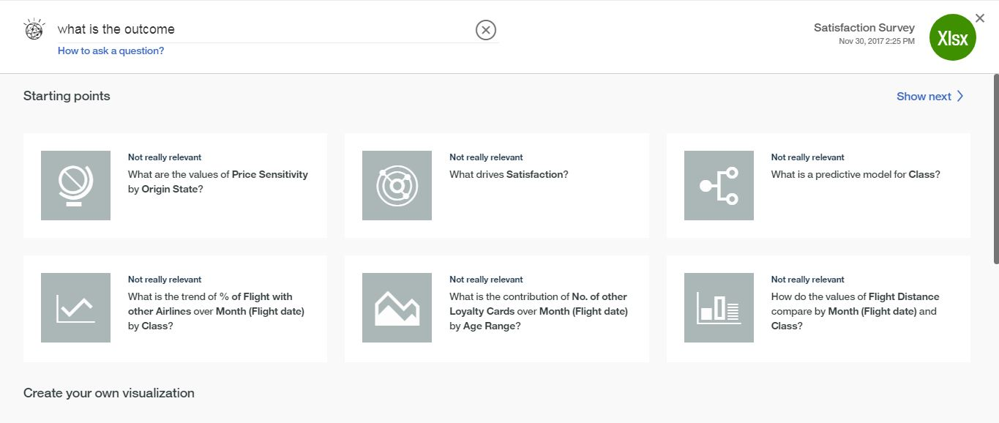 what is the outcome
How to ask a question?
Satisfaction Survey
Nov 30, 2017 2:25 PM
Xlsx
Starting points
Show next
Not really relevant
What are the values of Price Sensitivity
by Origin State?
Not really relevant
What drives Satisfaction?
Not really relevant
What is a predictive model for Class?
Not really relevant
What is the trend of % of Flight with
other Airlines over Month (Flight date)
by Class?
Not really relevant
What is the contribution of No. of other
Loyalty Cards over Month (Flight date)
by Age Range?
Not really relevant
How do the values of Flight Distance
compare by Month (Flight date) and
Class?
Create your own visualization